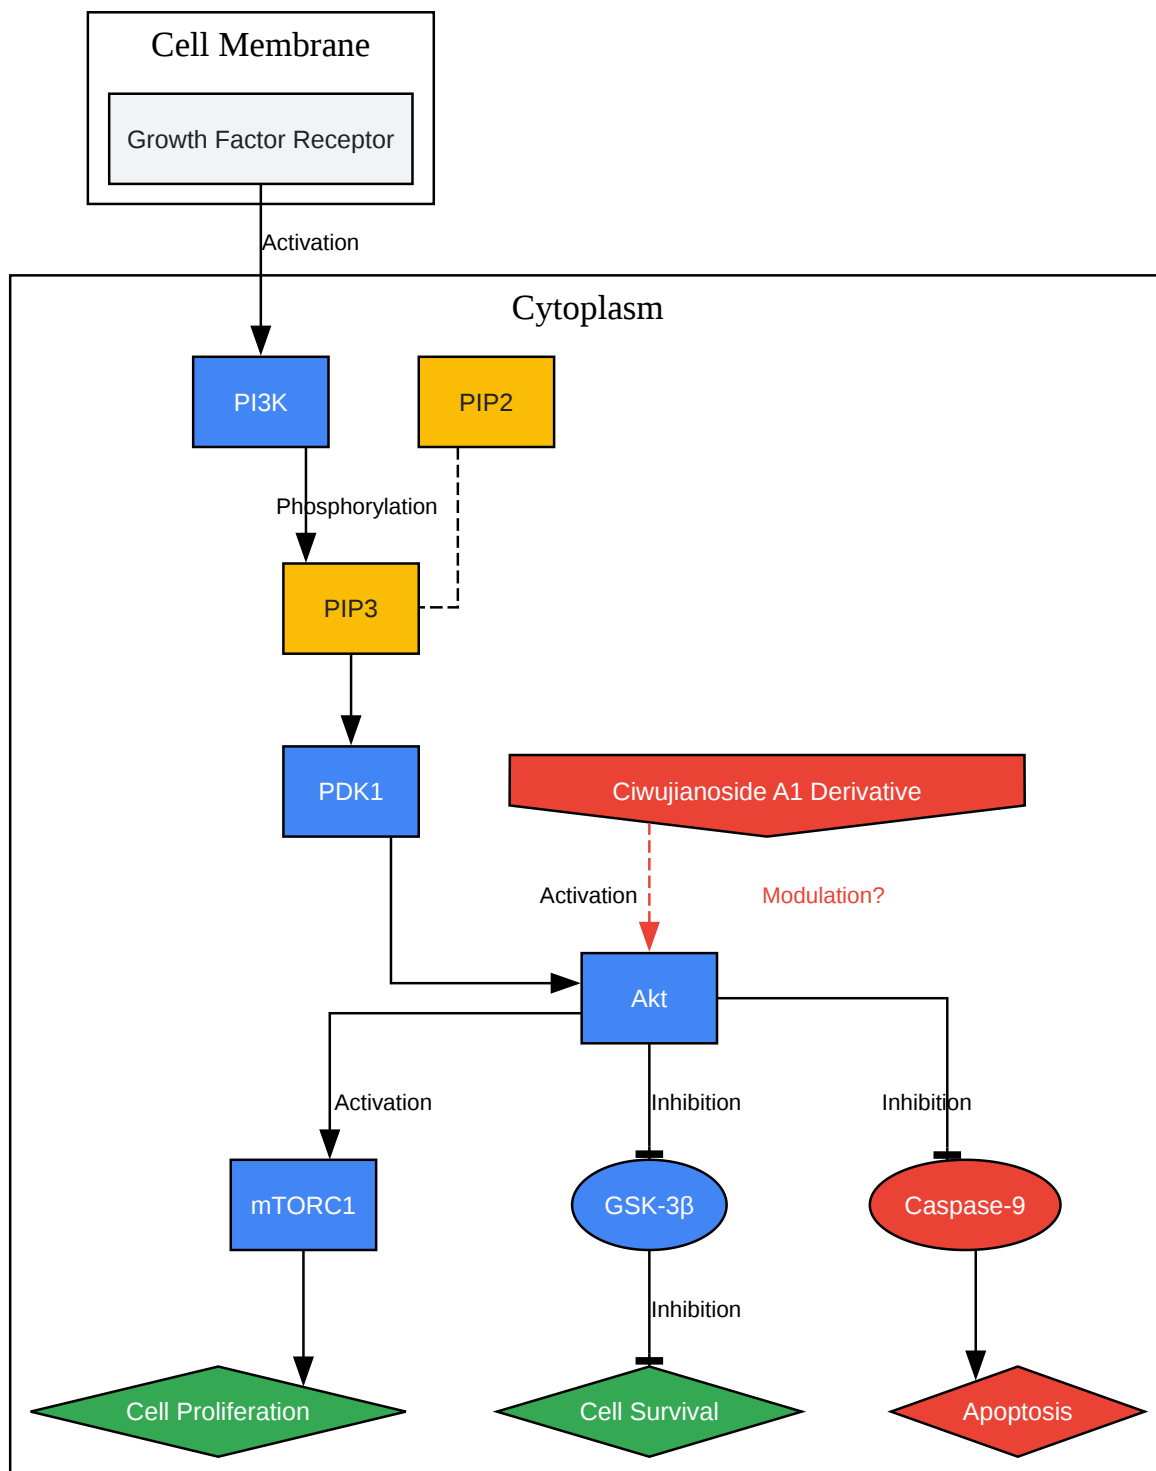 Cell Membrane
Growth Factor Receptor
Activation
Cytoplasm
PI3K
PIP2
Phosphorylation
PIP3
PDK1
Ciwujianoside A1 Derivative
Activation
Modulation?
Akt
Activation
Inhibition
Inhibition
mTORC1
GSK-3β
Caspase-9
Inhibition
Cell Proliferation
Cell Survival
Apoptosis